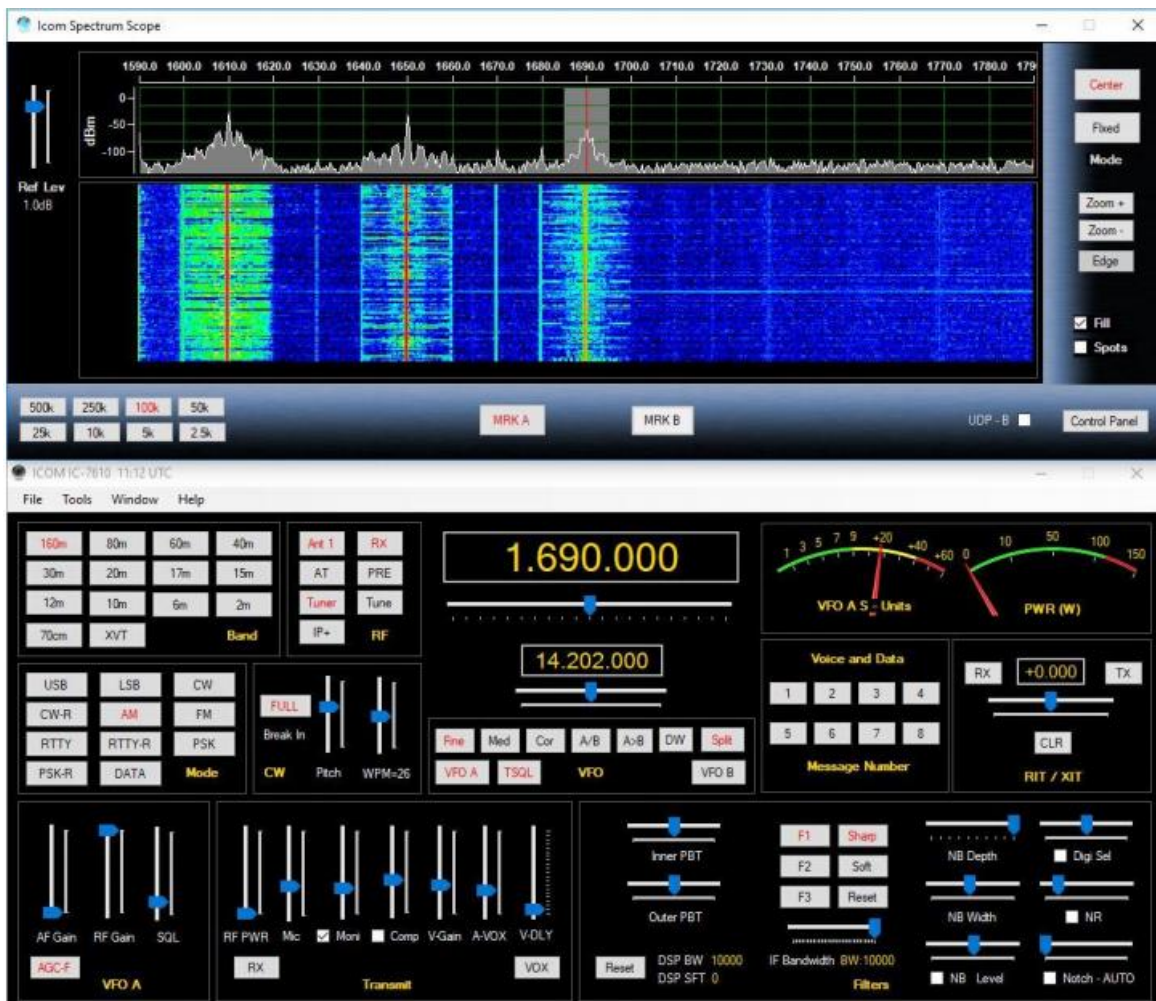 Icom Spectrum Scope
1590.0 1600.0 1610.0 1620.0 1630.0 1640.0 1650.0 1660.0 1670.0 1680.0 1690.0 1700.0 1710.0 1720.0 1730.0 1740.0 1750.0 1760.0 1770.0 1780.0 179
0
-50
-100
dBm
Ref Lev
1.0dB
Center
Fixed
Mode
Zoom +
Zoom -
Edge
Fill
Spots
500k 250k 100k 50k
25k 10k 5k 2.5k
MRK A MRK B
UDP - B
Control Panel
ICOM IC-7610 11:12 UTC
File Tools Window Help
160m 80m 60m 40m
30m 20m 17m 15m
12m 10m 6m 2m
70cm XVT Band
Ant 1 RX
AT PRE
Tuner Tune
IP+ RF
1.690.000
14.202.000
1 3 5 7 9 +20 +40 +60
VFO A S - Units
0 10 50 100 150
PWR (W)
USB LSB CW
CW-R AM FM
RTTY RTTY-R PSK
PSK-R DATA Mode
FULL
Break In
CW Pitch WPM=26
Fine Med Cor A/B A>B DW Split
VFO A TSQL VFO VFO B
Voice and Data
1 2 3 4
5 6 7 8
Message Number
RX +0.000 TX
CLR
RIT / XIT
AF Gain RF Gain SQL
AGC-F
VFO A
RF PWR Mic Moni Comp V-Gain A-VOX V-DLY
RX VOX
Transmit
Inner PBT
Outer PBT
Reset
DSP BW 10000
DSP SFT 0
F1 Sharp
F2 Soft
F3 Reset
IF Bandwidth BW:10000
Filters
NB Depth Digi Sel
NB Width NR
NB Level Notch - AUTO